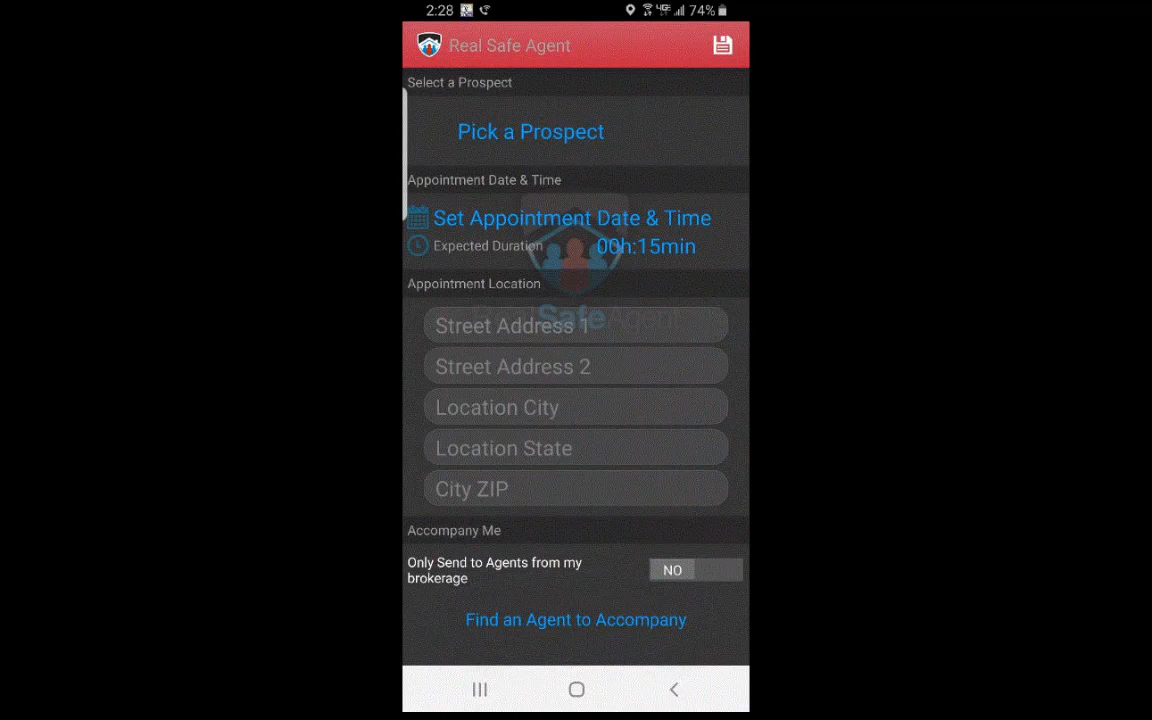 2:28 4G 74%
Real Safe Agent
Select a Prospect
Pick a Prospect
Appointment Date & Time
Set Appointment Date & Time
Expected Duration 00h:15min
Appointment Location
Street Address 1
SafeAgent
Street Address 2
Location City
Location State
City ZIP
Accompany Me
Only Send to Agents from my
brokerage
NO
Find an Agent to Accompany